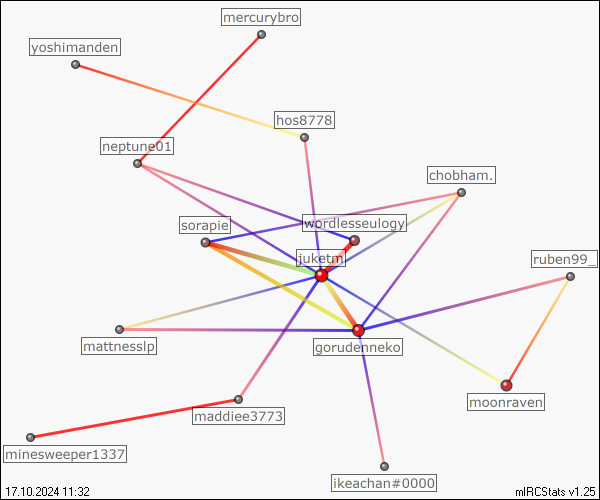 mercurybro
yoshimanden
hos8778
neptune01
chobham.
sorapie
wordlesseulogy
juketm
ruben99_
mattnesslp
gorudenneko
moonraven
maddiee3773
minesweeper1337
ikeachan#0000
17.10.2024 11:32
mIRCStats v1.25